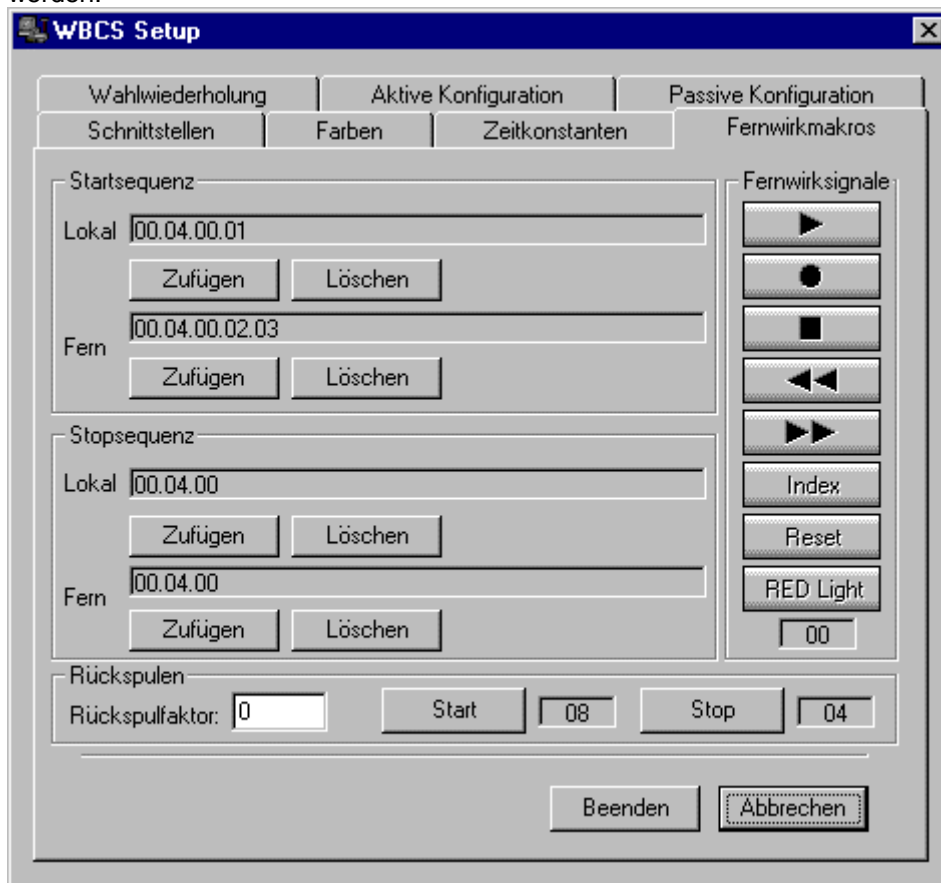 WBCS Setup
Wahlwiederholung Aktive Konfiguration Passive Konfiguration
Schnittstellen Farben Zeitkonstanten Fernwirkmakros
Startsequenz
Lokal 00.04.00.01
Zufügen Löschen
Fern 00.04.00.02.03
Zufügen Löschen
Stopsequenz
Lokal 00.04.00
Zufügen Löschen
Fern 00.04.00
Zufügen Löschen
Fernwirksignale
Index
Reset
RED Light
00
Rückspulen
Rückspulfaktor: 0 Start 08 Stop 04
Beenden Abbrechen